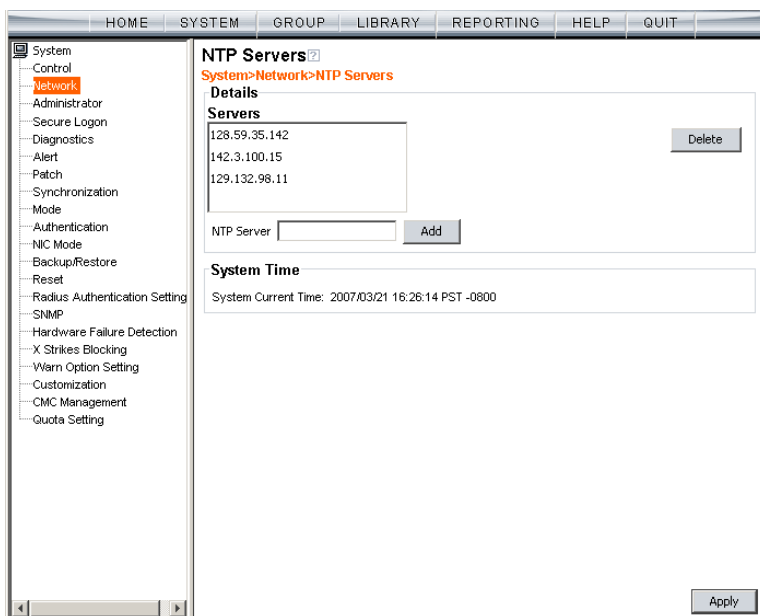 HOME SYSTEM GROUP LIBRARY REPORTING HELP QUIT
System
Control
Network
Administrator
Secure Logon
Diagnostics
Alert
Patch
Synchronization
Mode
Authentication
NIC Mode
Backup/Restore
Reset
Radius Authentication Setting
SNMP
Hardware Failure Detection
X Strikes Blocking
Warn Option Setting
Customization
CMC Management
Quota Setting
NTP Servers ?
System>Network>NTP Servers
Details
Servers
128.59.35.142
142.3.100.15
129.132.98.11
Delete
NTP Server Add
System Time
System Current Time: 2007/03/21 16:26:14 PST -0800
Apply